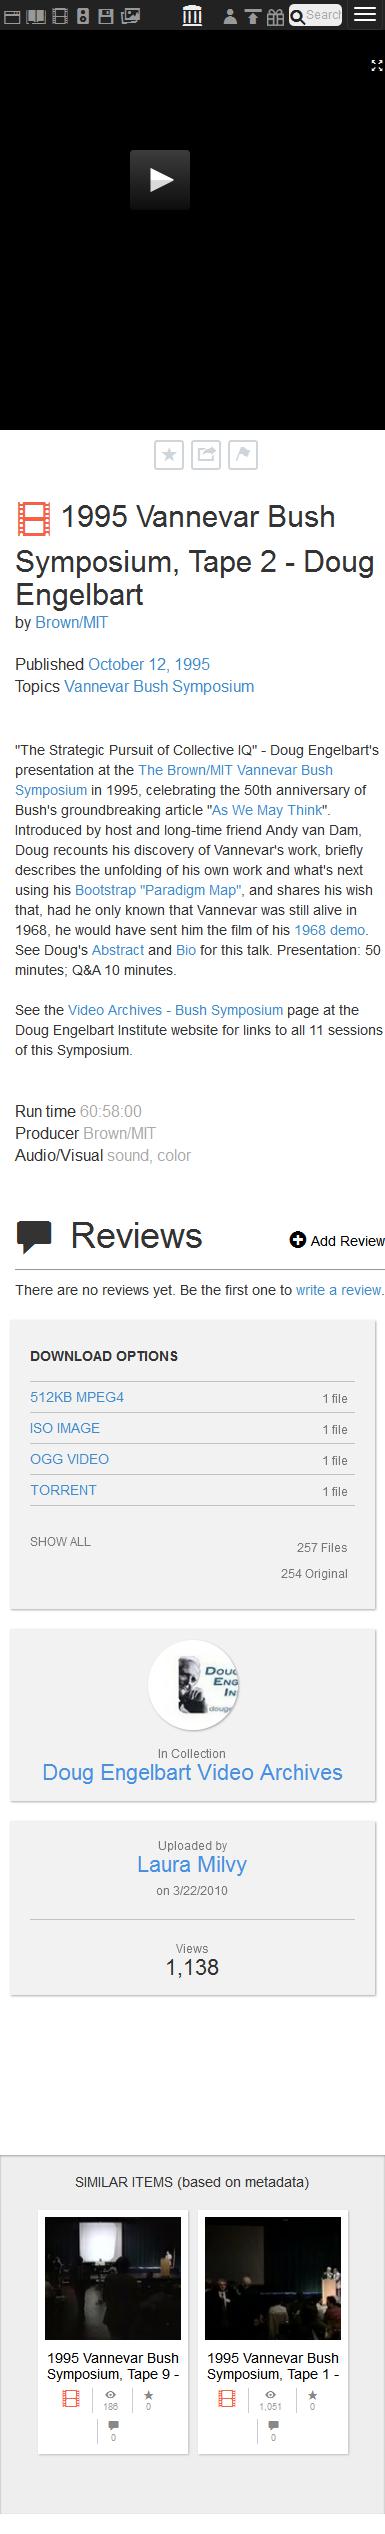 Search
1995 Vannevar Bush
Symposium, Tape 2 - Doug
Engelbart
by Brown/MIT
Published October 12, 1995
Topics Vannevar Bush Symposium
"The Strategic Pursuit of Collective IQ" - Doug Engelbart's
presentation at the The Brown/MIT Vannevar Bush
Symposium in 1995, celebrating the 50th anniversary of
Bush's groundbreaking article "As We May Think".
Introduced by host and long-time friend Andy van Dam,
Doug recounts his discovery of Vannevar's work, briefly
describes the unfolding of his own work and what's next
using his Bootstrap "Paradigm Map", and shares his wish
that, had he only known that Vannevar was still alive in
1968, he would have sent him the film of his 1968 demo.
See Doug's Abstract and Bio for this talk. Presentation: 50
minutes; Q&A 10 minutes.
See the Video Archives - Bush Symposium page at the
Doug Engelbart Institute website for links to all 11 sessions
of this Symposium.
Run time 60:58:00
Producer Brown/MIT
Audio/Visual sound, color
Reviews
Add Review
There are no reviews yet. Be the first one to write a review.
DOWNLOAD OPTIONS
512KB MPEG4 1 file
ISO IMAGE 1 file
OGG VIDEO 1 file
TORRENT 1 file
SHOW ALL 257 Files
254 Original
In Collection
Doug Engelbart Video Archives
Uploaded by
Laura Milvy
on 3/22/2010
Views
1,138
SIMILAR ITEMS (based on metadata)
1995 Vannevar Bush
Symposium, Tape 9 -
186
0
0
1995 Vannevar Bush
Symposium, Tape 1 -
1,051
0
0